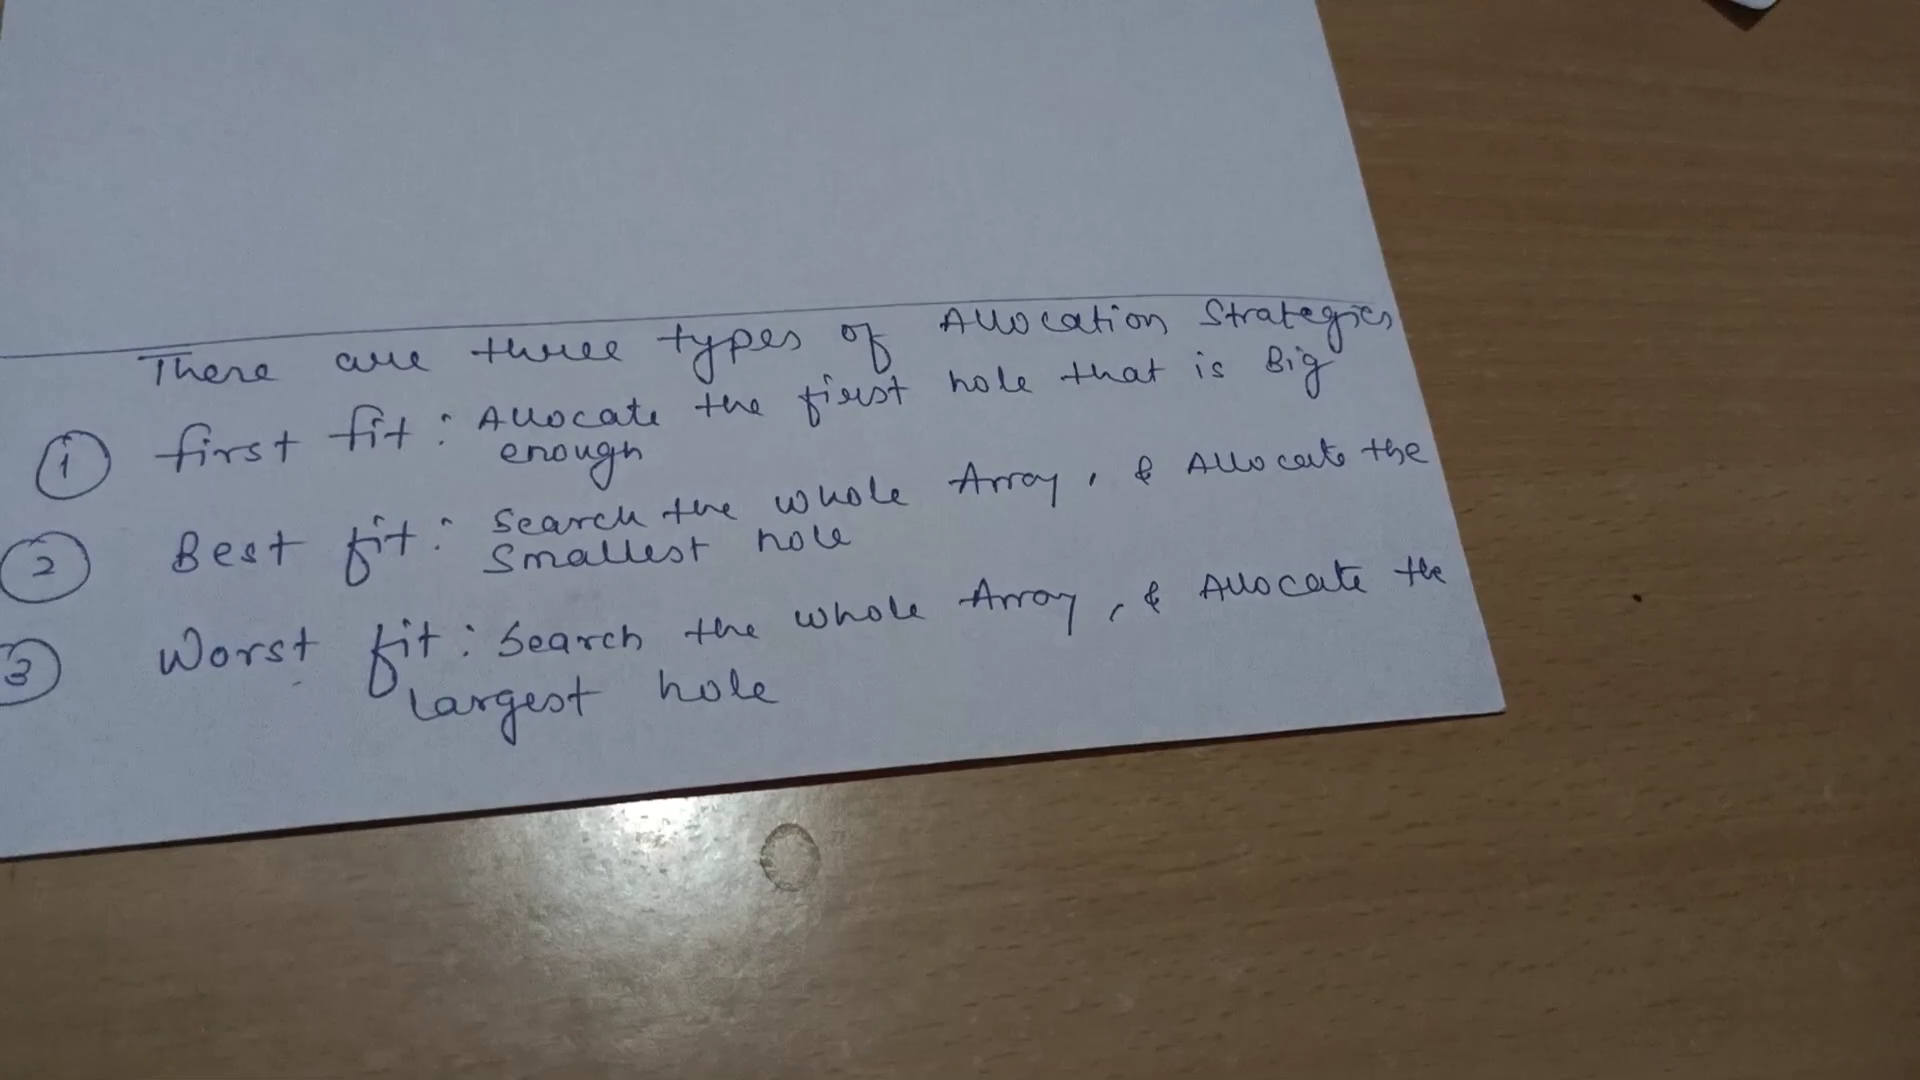 There are three types of Allocation Strategies
① first fit : Allocate the first hole that is Big
enough
② Best fit : Search the whole Array, & Allocate the
Smallest hole
③ Worst fit : Search the whole Array, & Allocate the
largest hole